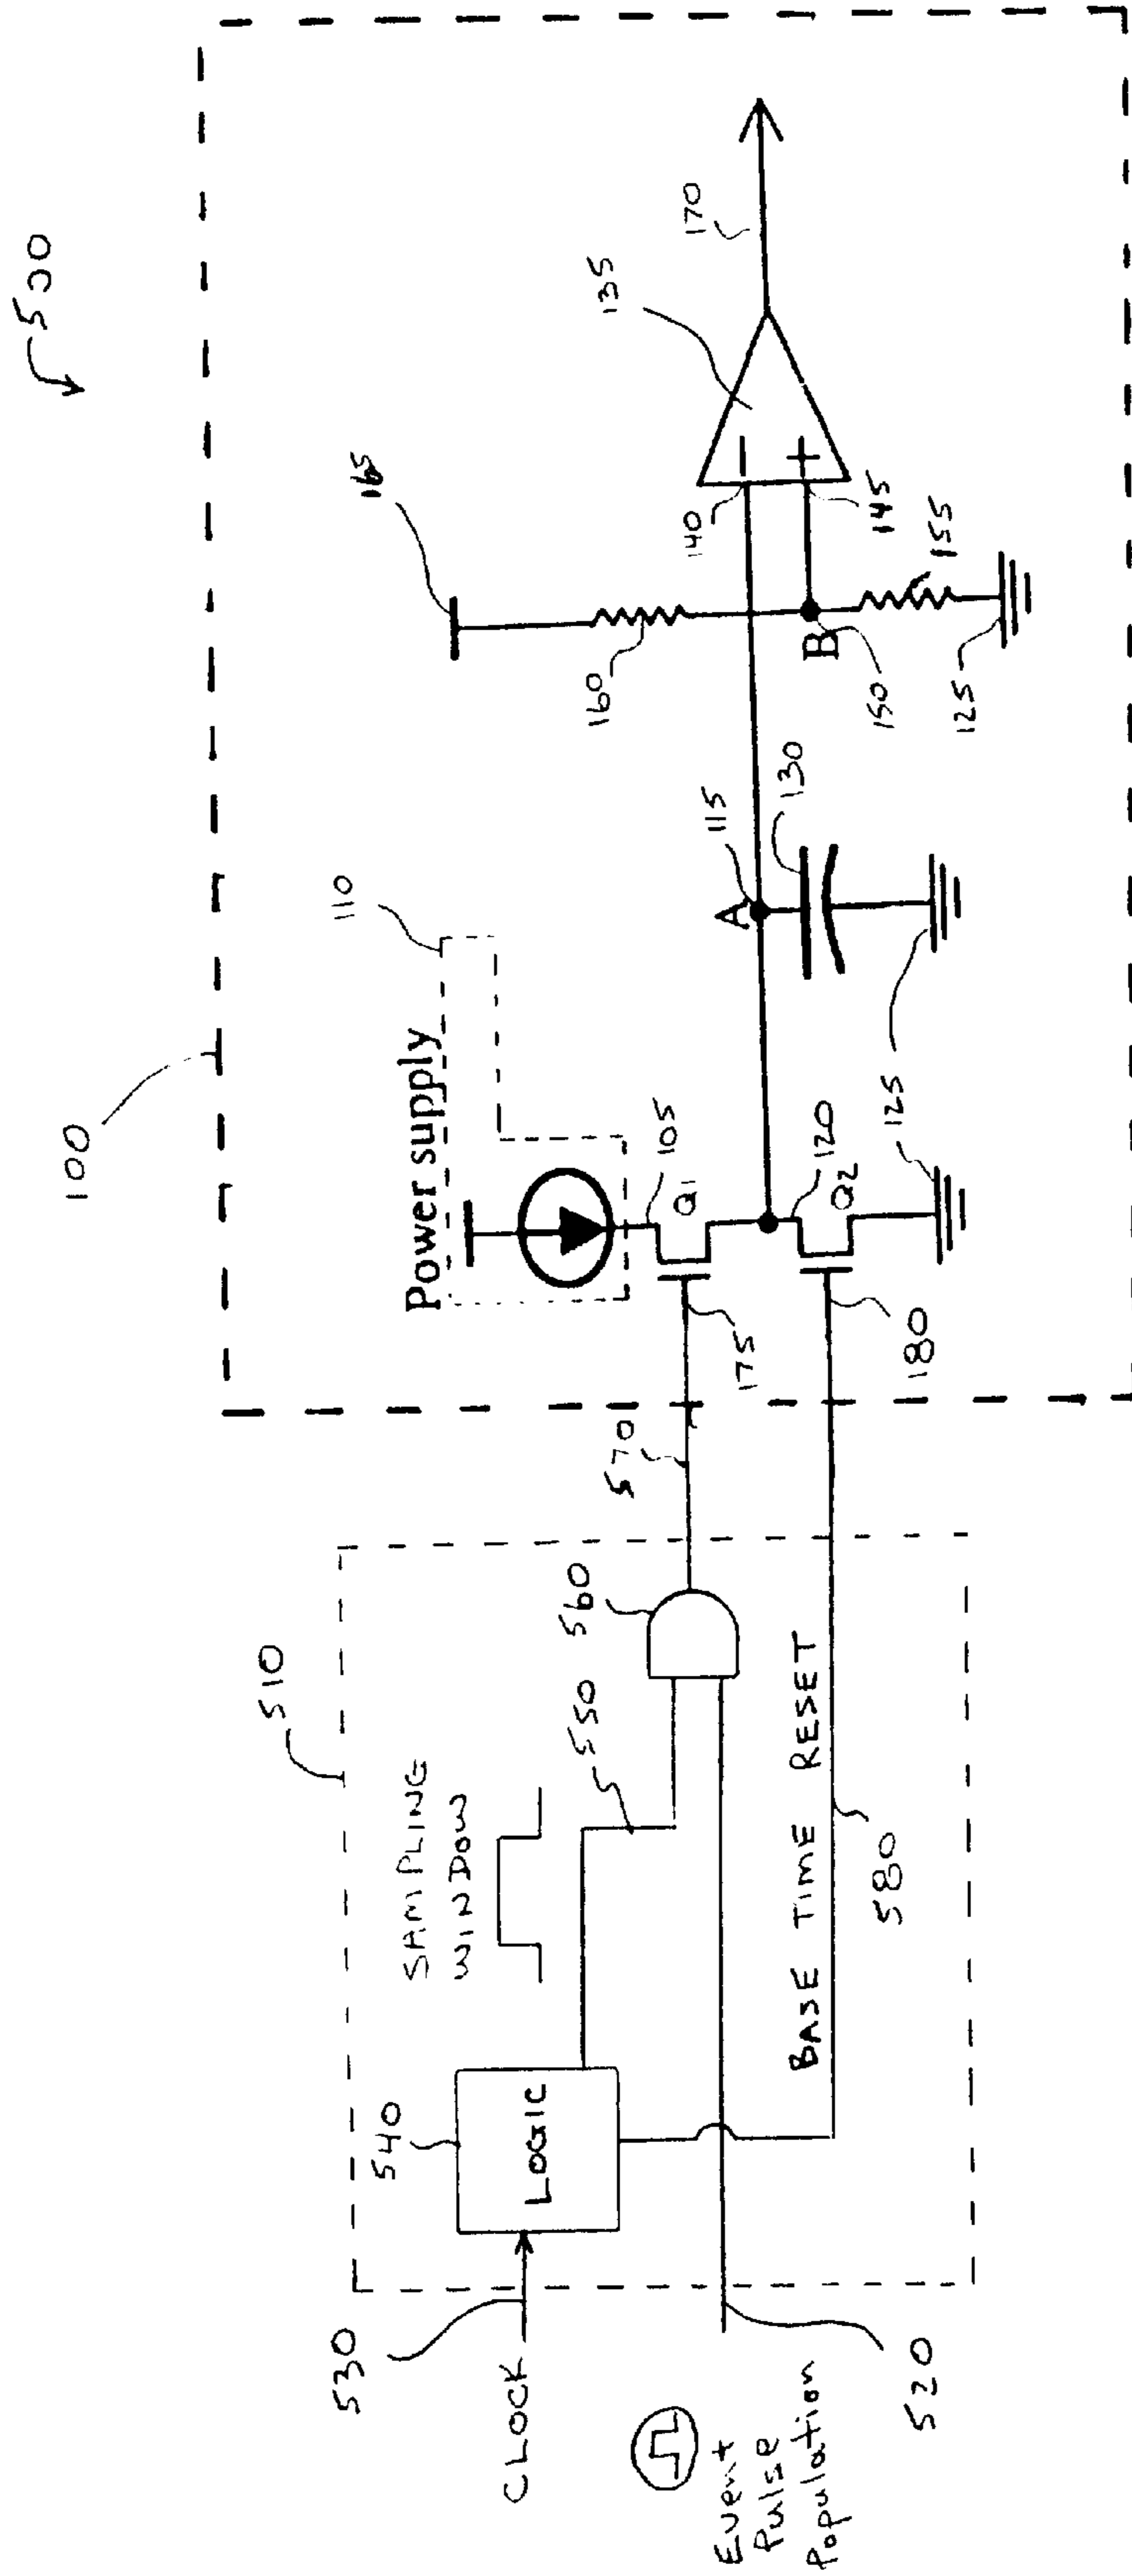 500
100
110
Power supply
165
105
Q1
115
A
130
120
Q2
125
125
160
140
145
B
150
155
125
135
170
175
180
570
510
SAMPLING
WINDOW
540
LOGIC
550
560
530
CLOCK
Event
Pulse
Population
520
BASE TIME RESET
580